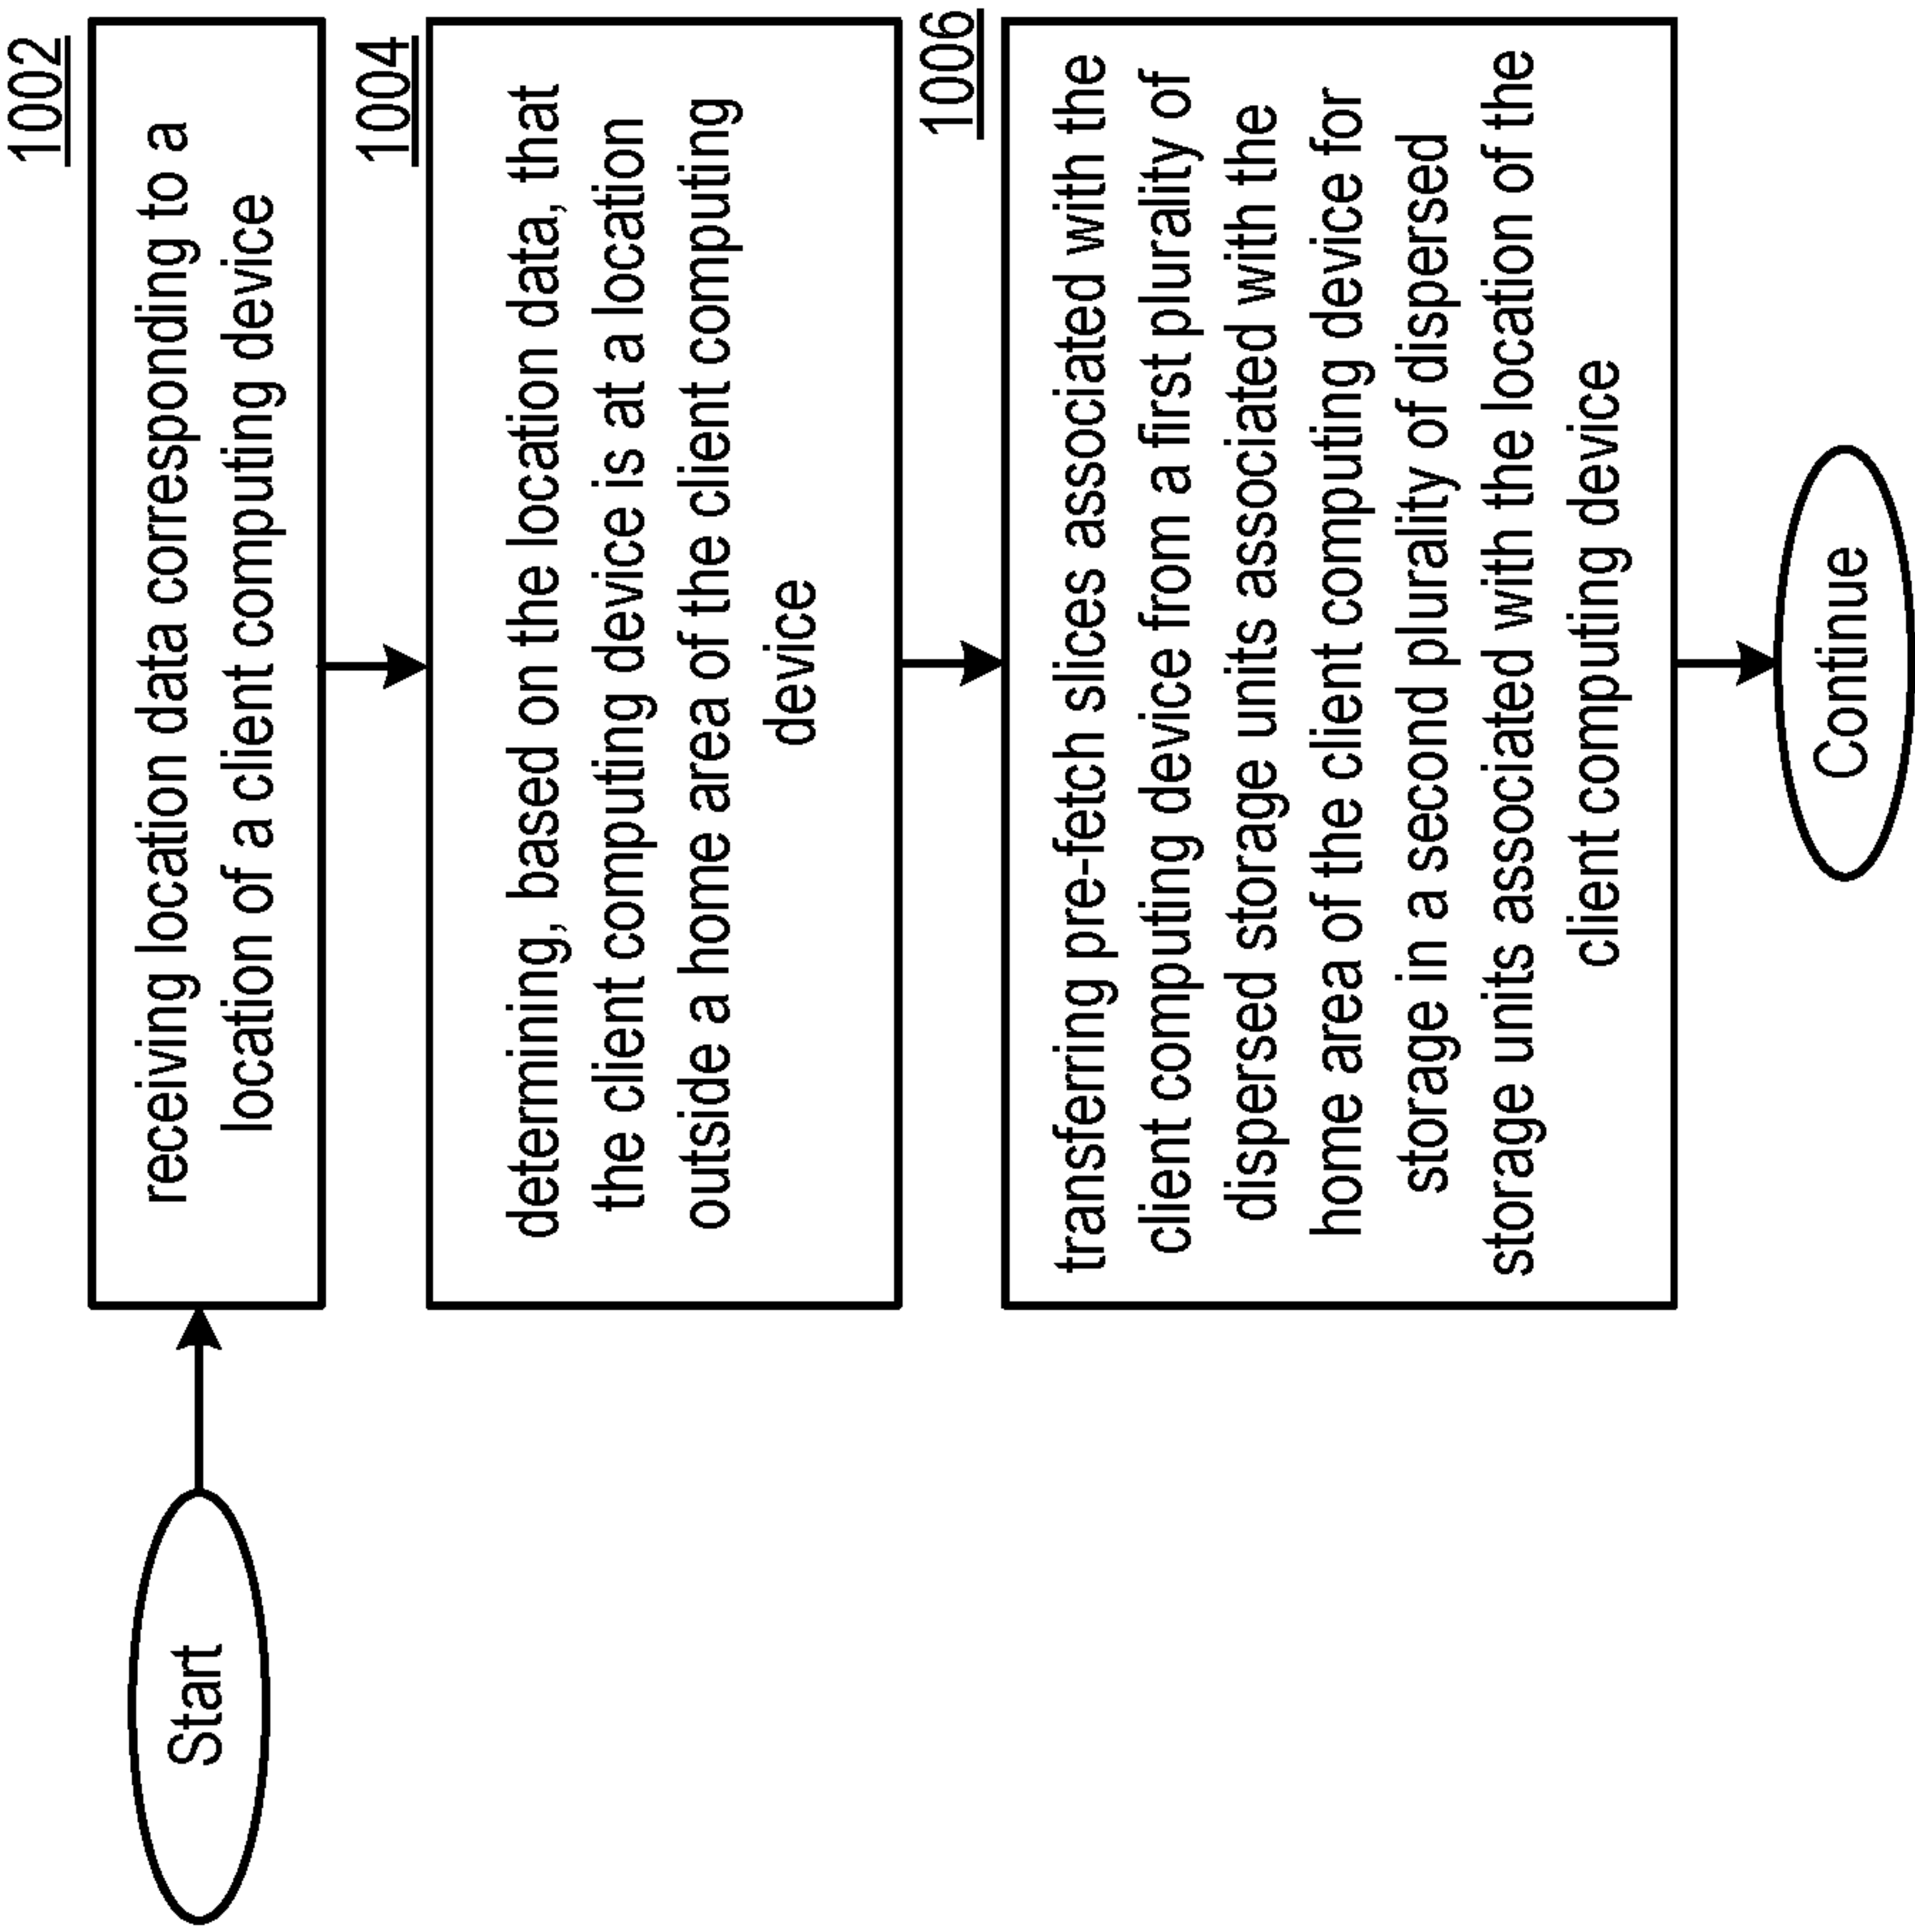 Start
1002
receiving location data corresponding to a
location of a client computing device
1004
determining, based on the location data, that
the client computing device is at a location
outside a home area of the client computing
device
1006
transferring pre-fetch slices associated with the
client computing device from a first plurality of
dispersed storage units associated with the
home area of the client computing device for
storage in a second plurality of dispersed
storage units associated with the location of the
client computing device
Continue